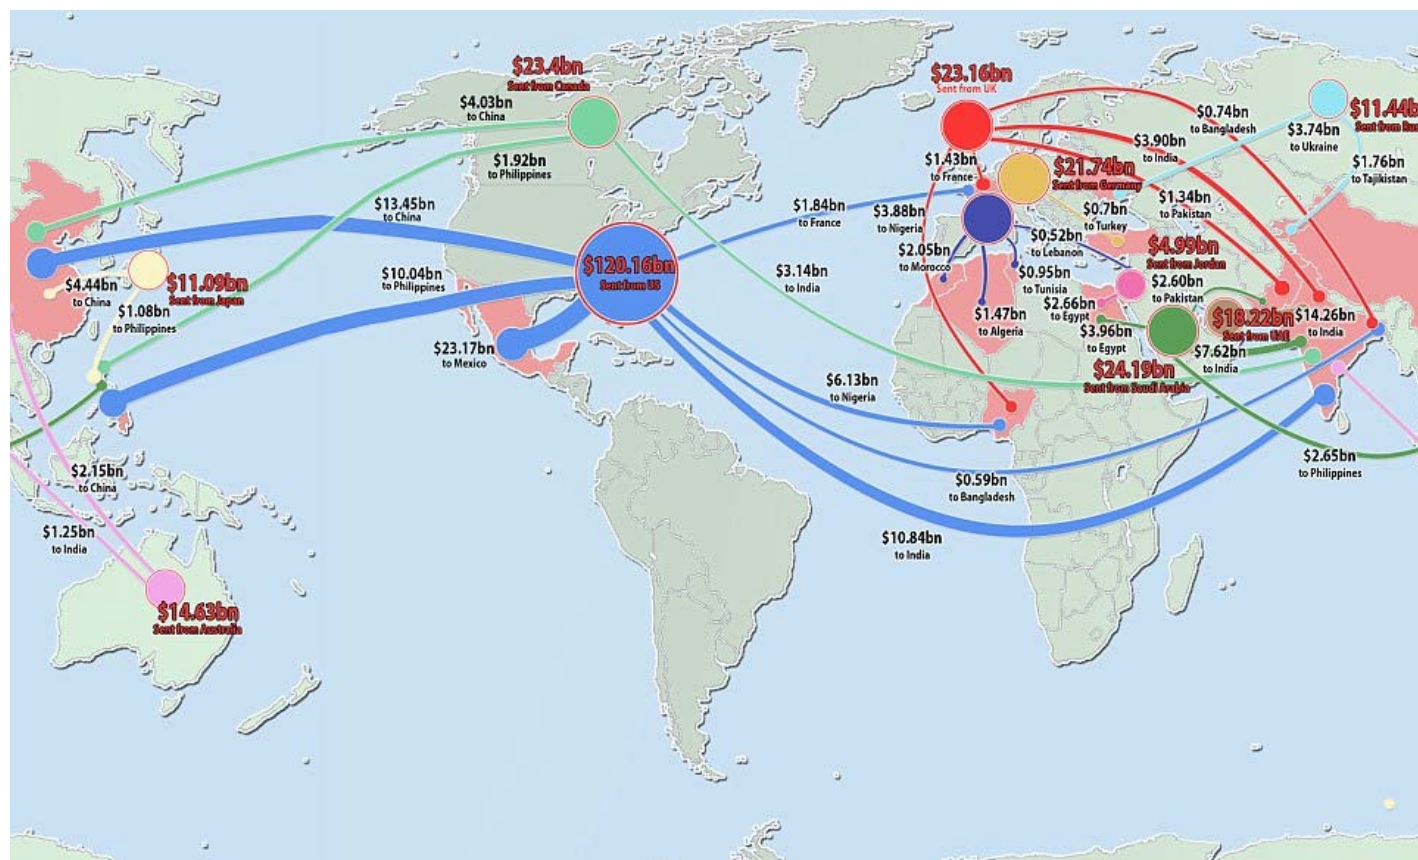 $23.4bn
Sent from Canada
$4.03bn
to China
$1.92bn
to Philippines
$13.45bn
to China
$10.04bn
to Philippines
$120.16bn
Sent from US
$23.17bn
to Mexico
$11.09bn
Sent from Japan
$4.44bn
to China
$1.08bn
to Philippines
$2.15bn
to China
$1.25bn
to India
$14.63bn
Sent from Australia
$1.84bn
to France
$3.14bn
to India
$6.13bn
to Nigeria
$0.59bn
to Bangladesh
$10.84bn
to India
$23.16bn
Sent from UK
$0.74bn
to Bangladesh
$3.90bn
to India
$1.34bn
to Pakistan
$1.43bn
to France
$3.88bn
to Nigeria
$21.74bn
Sent from Germany
$0.7bn
to Turkey
$2.05bn
to Morocco
$0.52bn
to Lebanon
$0.95bn
to Tunisia
$1.47bn
to Algeria
$11.44b
Sent from Rus
$3.74bn
to Ukraine
$1.76bn
to Tajikistan
$4.99bn
Sent from Jordan
$2.60bn
to Pakistan
$2.66bn
to Egypt
$3.96bn
to Egypt
$18.22bn
Sent from UAE
$14.26bn
to India
$7.62bn
to India
$24.19bn
Sent from Saudi Arabia
$2.65bn
to Philippines